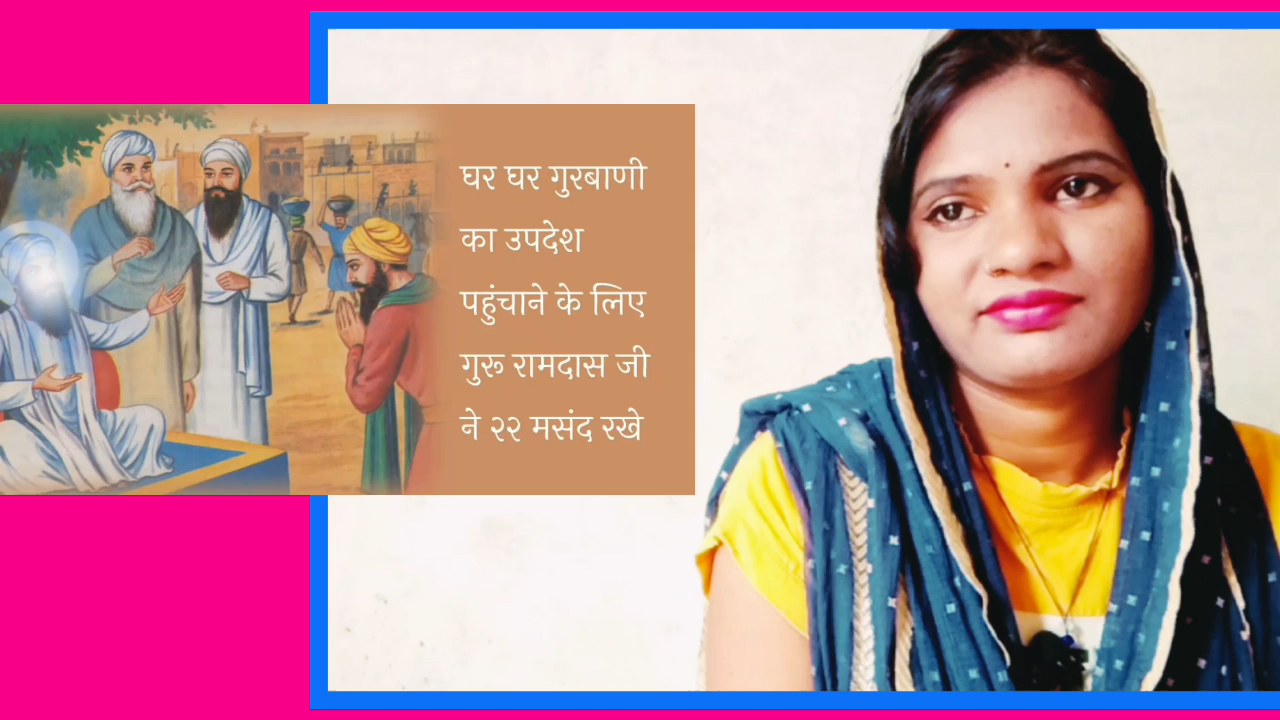 घर घर गुरबाणी
का उपदेश
पहुंचाने के लिए
गुरू रामदास जी
ने २२ मसंद रखे